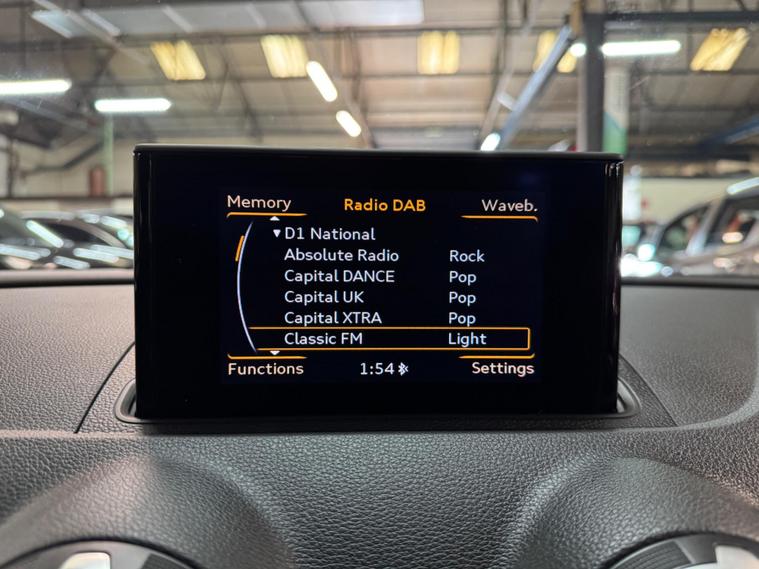 Memory Radio DAB Waveb.
D1 National
Absolute Radio Rock
Capital DANCE Pop
Capital UK Pop
Capital XTRA Pop
Classic FM Light
Functions 1:54 Settings